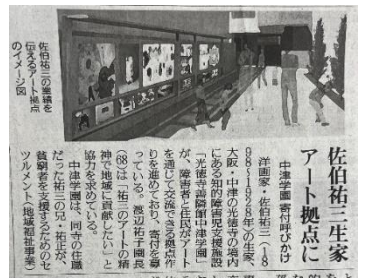 佐伯祐三生家
アート拠点に
中津学園 寄付呼びかけ
洋画家・佐伯祐三(18
98〜1928年)の生家、
大阪・中津の光徳寺の境内
にある知的障害児支援施設
「光徳寺善隣館中津学園」
が、障害者と住民がアート
を通じて交流できる拠点作
りを進めており、寄付を募
っている。渡辺祐子園長
(68)は「祐三のアートの精
神で地域に貢献したい」と
協力を求めている。
中津学園は、同寺の住職
だった祐三の兄・祐正が、
貧窮者を支援するためのセ
ツルメント(地域福祉事業)
佐伯祐三の業績を
伝えるアート拠点
のイメージ図